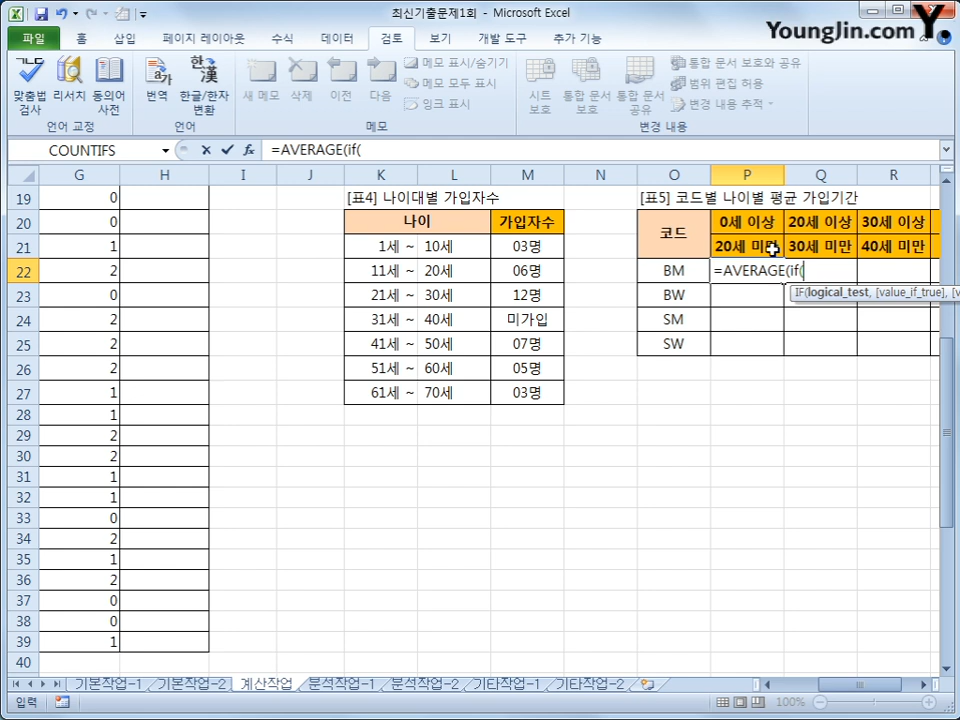 최신기출문제1회 - Microsoft Excel
YoungJin.com Y.
파일 홈 삽입 페이지 레이아웃 수식 데이터 검토 보기 개발 도구 추가 기능
맞춤법 검사 리서치 동의어 사전 번역 한글/한자 변환 새 메모 삭제 이전 다음 메모 표시/숨기기 메모 모두 표시 잉크 표시 시트 보호 통합 문서 보호 통합 문서 공유 통합 문서 보호와 공유 범위 편집 허용 변경 내용 추적
언어 교정 언어 메모 변경 내용
COUNTIFS fx =AVERAGE(if(
G H I J K L M N O P Q R
19 0 [표4] 나이대별 가입자수 [표5] 코드별 나이별 평균 가입기간
20 0 나이 가입자수 코드 0세 이상 20세 이상 30세 이상
21 1 1세 ~ 10세 03명 20세 미만 30세 미만 40세 미만
22 2 11세 ~ 20세 06명 BM =AVERAGE(if(
IF(logical_test, [value_if_true], [v
23 0 21세 ~ 30세 12명 BW
24 2 31세 ~ 40세 미가입 SM
25 2 41세 ~ 50세 07명 SW
26 2 51세 ~ 60세 05명
27 1 61세 ~ 70세 03명
28 1
29 2
30 2
31 1
32 1
33 0
34 2
35 1
36 2
37 0
38 0
39 1
40
기본작업-1 기본작업-2 계산작업 분석작업-1 분석작업-2 기타작업-1 기타작업-2
입력 100%